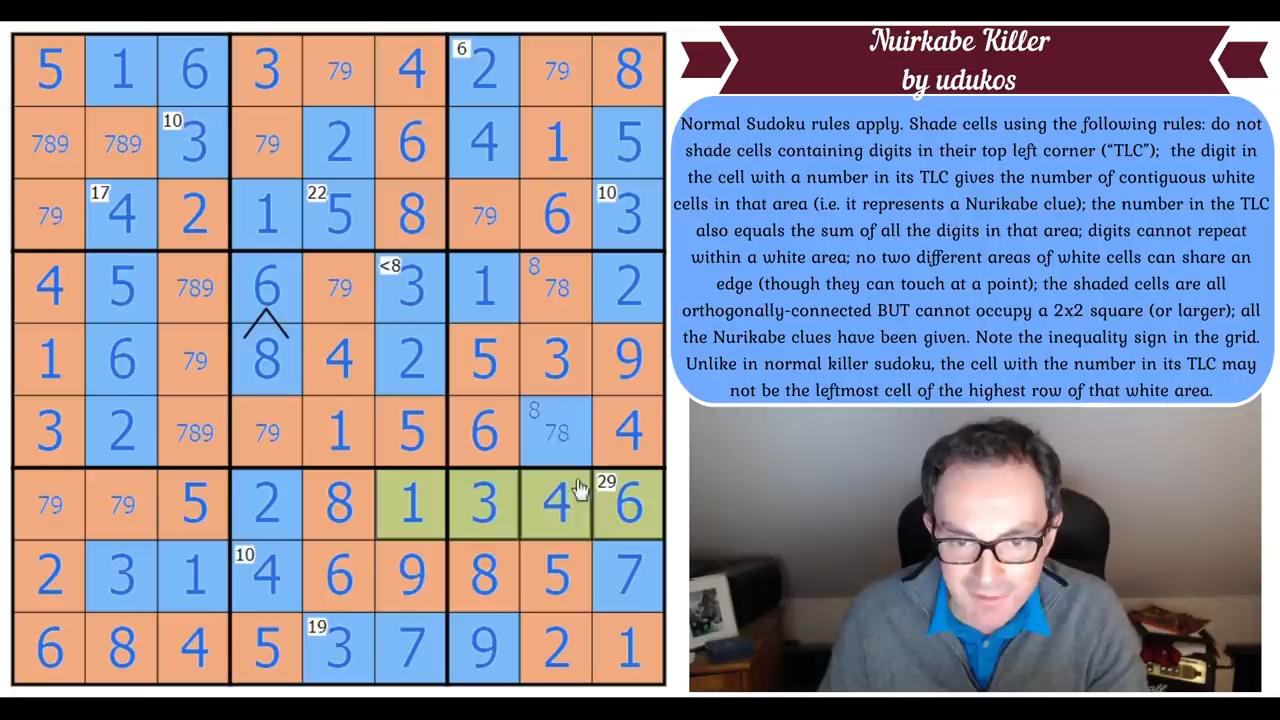 Nuirkabe Killer
by udukos
Normal Sudoku rules apply. Shade cells using the following rules: do not
shade cells containing digits in their top left corner (“TLC”); the digit in
the cell with a number in its TLC gives the number of contiguous white
cells in that area (i.e. it represents a Nurikabe clue); the number in the TLC
also equals the sum of all the digits in that area; digits cannot repeat
within a white area; no two different areas of white cells can share an
edge (though they can touch at a point); the shaded cells are all
orthogonally-connected BUT cannot occupy a 2x2 square (or larger); all
the Nurikabe clues have been given. Note the inequality sign in the grid.
Unlike in normal killer sudoku, the cell with the number in its TLC may
not be the leftmost cell of the highest row of that white area.
5 1 6 3 79 4 6 2 79 8
789 789 10 3 79 2 6 4 1 5
79 17 4 2 1 22 5 8 79 6 10 3
4 5 789 6 79 <8 3 1 8 78 2
1 6 79 8 4 2 5 3 9
3 2 789 79 1 5 6 8 78 4
79 79 5 2 8 1 3 4 29 6
2 3 1 10 4 6 9 8 5 7
6 8 4 5 19 3 7 9 2 1